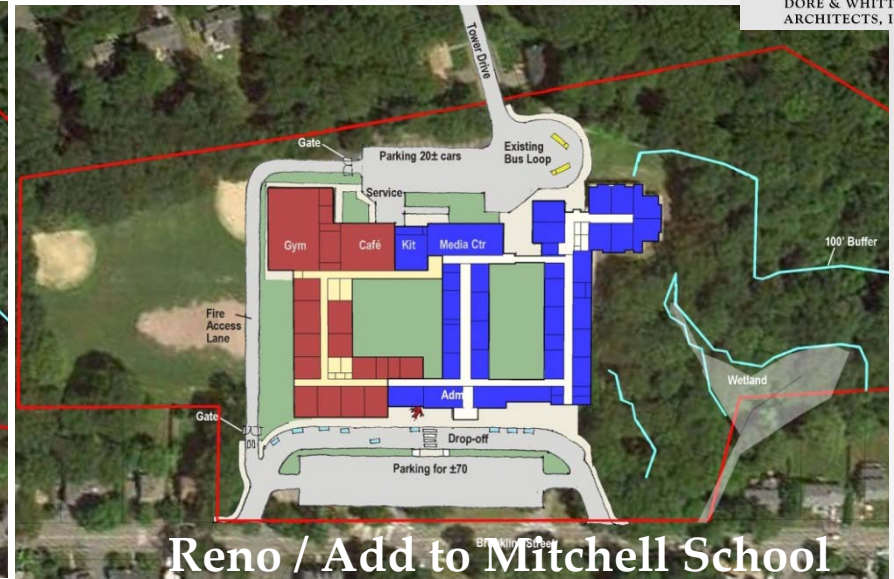 DORE & WHITT
ARCHITECTS, I
Tower Drive
Gate
Parking 20± cars
Existing
Bus Loop
Service
Gym
Café
Kit
Media Ctr
100' Buffer
Fire
Access
Lane
Wetland
Adm
Gate
Drop-off
Parking for ±70
Reno / Add to Mitchell School